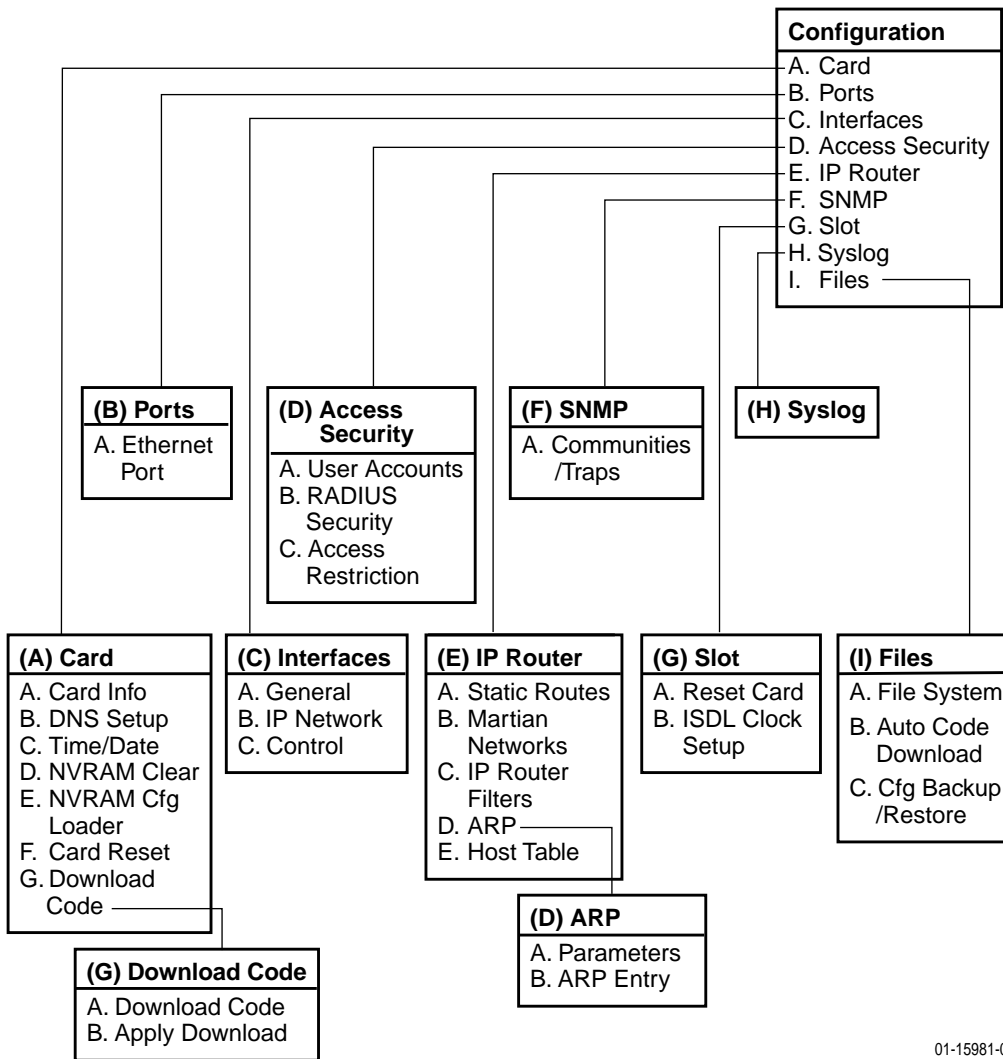 Configuration
A. Card
B. Ports
C. Interfaces
D. Access Security
E. IP Router
F. SNMP
G. Slot
H. Syslog
I. Files
(B) Ports
A. Ethernet
Port
(D) Access
Security
A. User Accounts
B. RADIUS
Security
C. Access
Restriction
(F) SNMP
A. Communities
/Traps
(H) Syslog
(A) Card
A. Card Info
B. DNS Setup
C. Time/Date
D. NVRAM Clear
E. NVRAM Cfg
Loader
F. Card Reset
G. Download
Code
(C) Interfaces
A. General
B. IP Network
C. Control
(E) IP Router
A. Static Routes
B. Martian
Networks
C. IP Router
Filters
D. ARP
E. Host Table
(G) Slot
A. Reset Card
B. ISDL Clock
Setup
(I) Files
A. File System
B. Auto Code
Download
C. Cfg Backup
/Restore
(G) Download Code
A. Download Code
B. Apply Download
(D) ARP
A. Parameters
B. ARP Entry